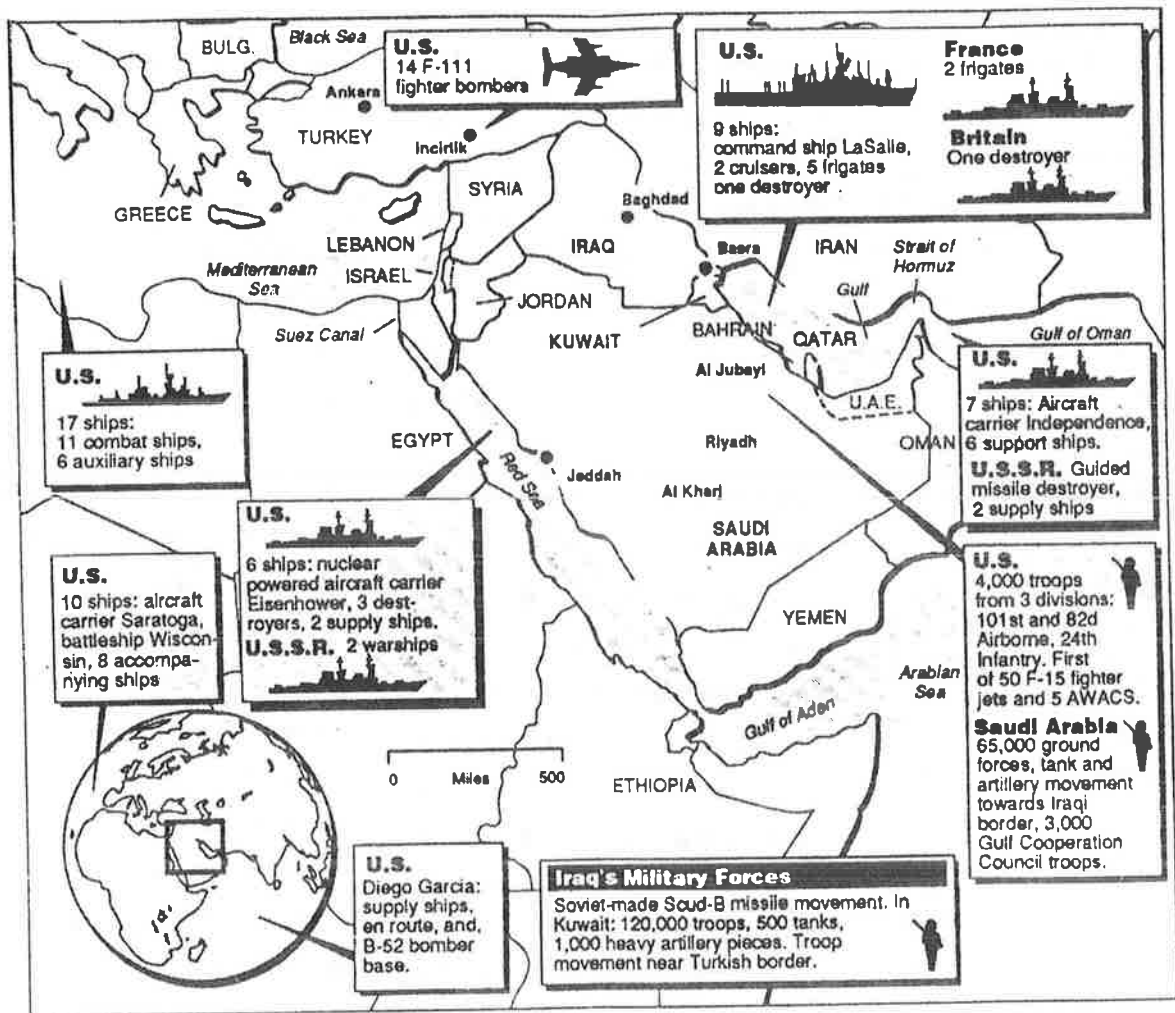 BULG.
Black Sea
Ankara
TURKEY
Incirlik
GREECE
SYRIA
LEBANON
ISRAEL
Mediterranean
Sea
Suez Canal
JORDAN
Baghdad
IRAQ
Basra
IRAN
Strait of
Hormuz
Gulf
KUWAIT
BAHRAIN
QATAR
Gulf of Oman
Al Jubayl
U.A.E.
OMAN
EGYPT
Red Sea
Jeddah
Riyadh
Al Kharj
SAUDI
ARABIA
YEMEN
Arabian
Sea
Gulf of Aden
ETHIOPIA
0 Miles 500
U.S.
14 F-111
fighter bombers
U.S.
9 ships:
command ship LaSalle,
2 cruisers, 5 frigates
one destroyer .
France
2 frigates
Britain
One destroyer
U.S.
17 ships:
11 combat ships,
6 auxiliary ships
U.S.
7 ships: Aircraft
carrier Independence,
6 support ships.
U.S.S.R. Guided
missile destroyer,
2 supply ships
U.S.
6 ships: nuclear
powered aircraft carrier
Eisenhower, 3 dest-
royers, 2 supply ships.
U.S.S.R. 2 warships
U.S.
10 ships: aircraft
carrier Saratoga,
battleship Wiscon-
sin, 8 accompa-
nying ships
U.S.
4,000 troops
from 3 divisions:
101st and 82d
Airborne, 24th
Infantry. First
of 50 F-15 fighter
jets and 5 AWACS.
Saudi Arabia
65,000 ground
forces, tank and
artillery movement
towards Iraqi
border, 3,000
Gulf Cooperation
Council troops.
U.S.
Diego Garcia:
supply ships,
en route, and,
B-52 bomber
base.
Iraq's Military Forces
Soviet-made Scud-B missile movement. In
Kuwait: 120,000 troops, 500 tanks,
1,000 heavy artillery pieces. Troop
movement near Turkish border.